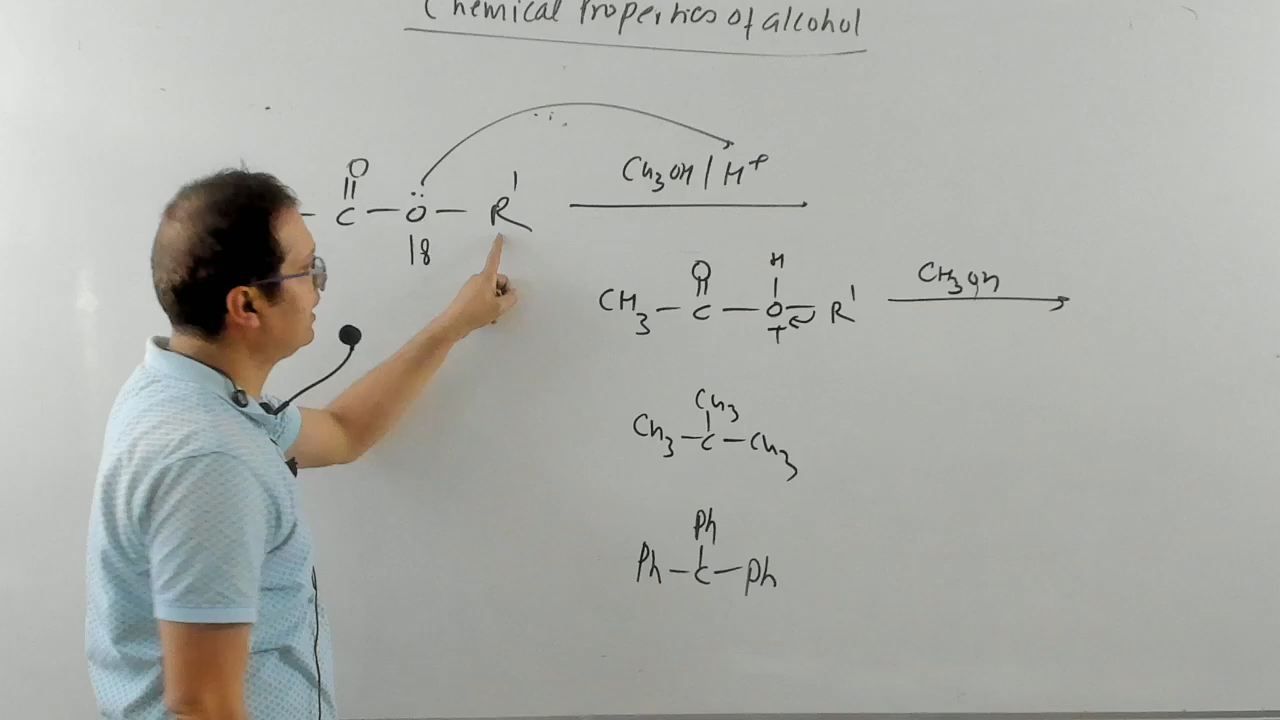 Chemical Properties of alcohol
O
||
— C — Ö — R'
18
CH3OH / H+
H
O
||
CH3 — C — O — R'
+
CH3OH
CH3
CH3 — C — CH3
Ph
Ph — C — Ph